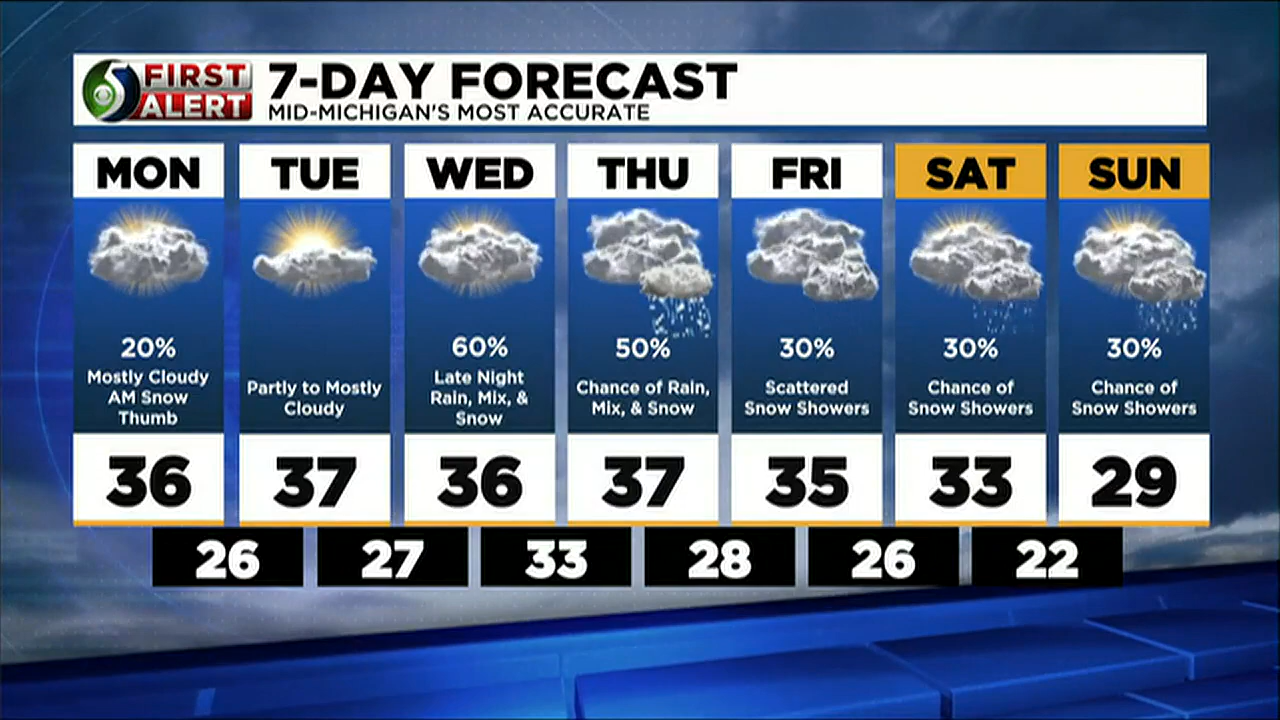 5 FIRST ALERT
7-DAY FORECAST
MID-MICHIGAN'S MOST ACCURATE
MON
20%
Mostly Cloudy
AM Snow
Thumb
36
TUE
Partly to Mostly
Cloudy
37
WED
60%
Late Night
Rain, Mix, &
Snow
36
THU
50%
Chance of Rain,
Mix, & Snow
37
FRI
30%
Scattered
Snow Showers
35
SAT
30%
Chance of
Snow Showers
33
SUN
30%
Chance of
Snow Showers
29
26
27
33
28
26
22